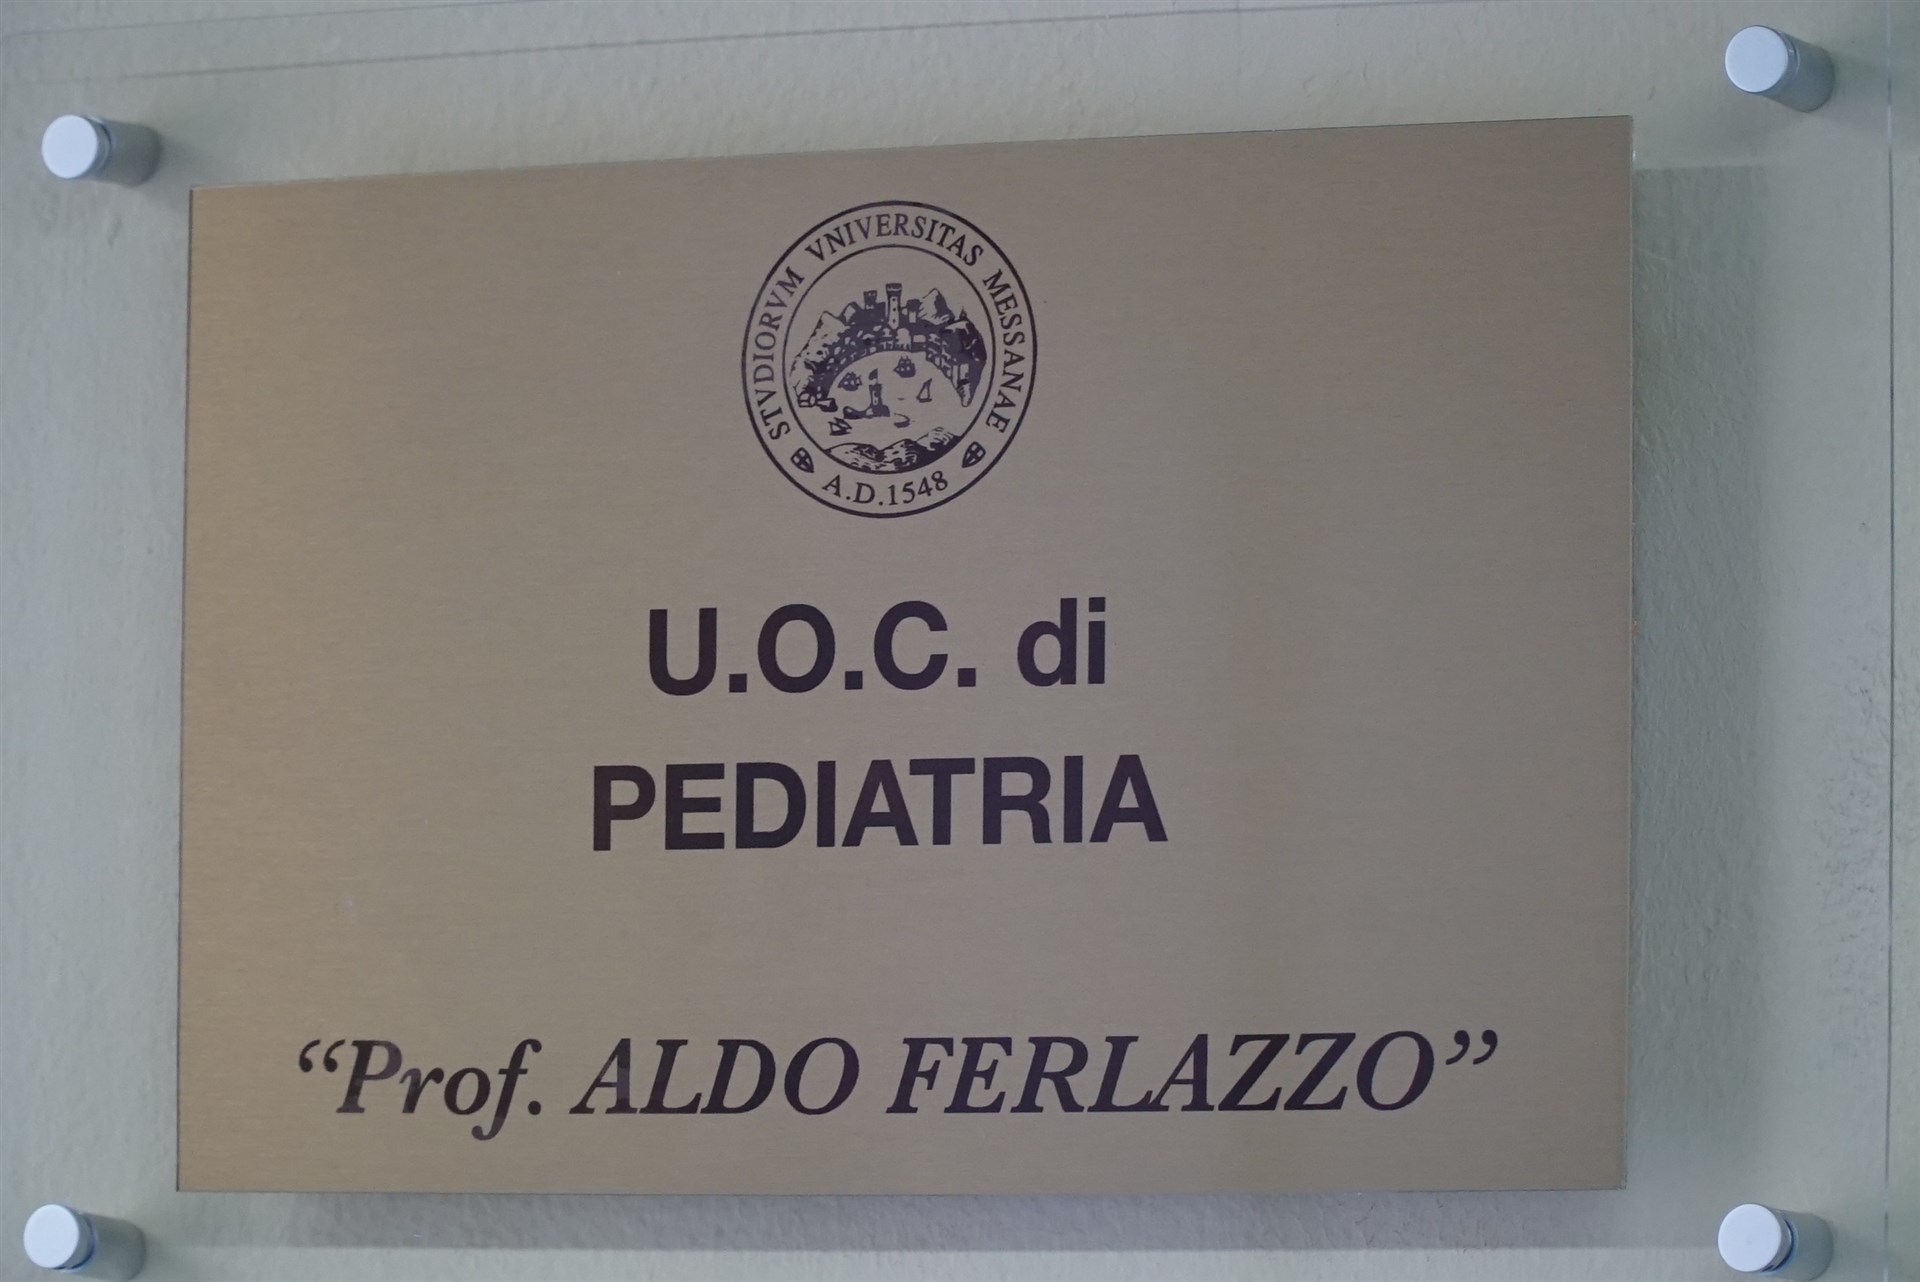 STVDIORVM VNIVERSITAS MESSANAE
A.D.1548
U.O.C. di
PEDIATRIA
“Prof. ALDO FERLAZZO”